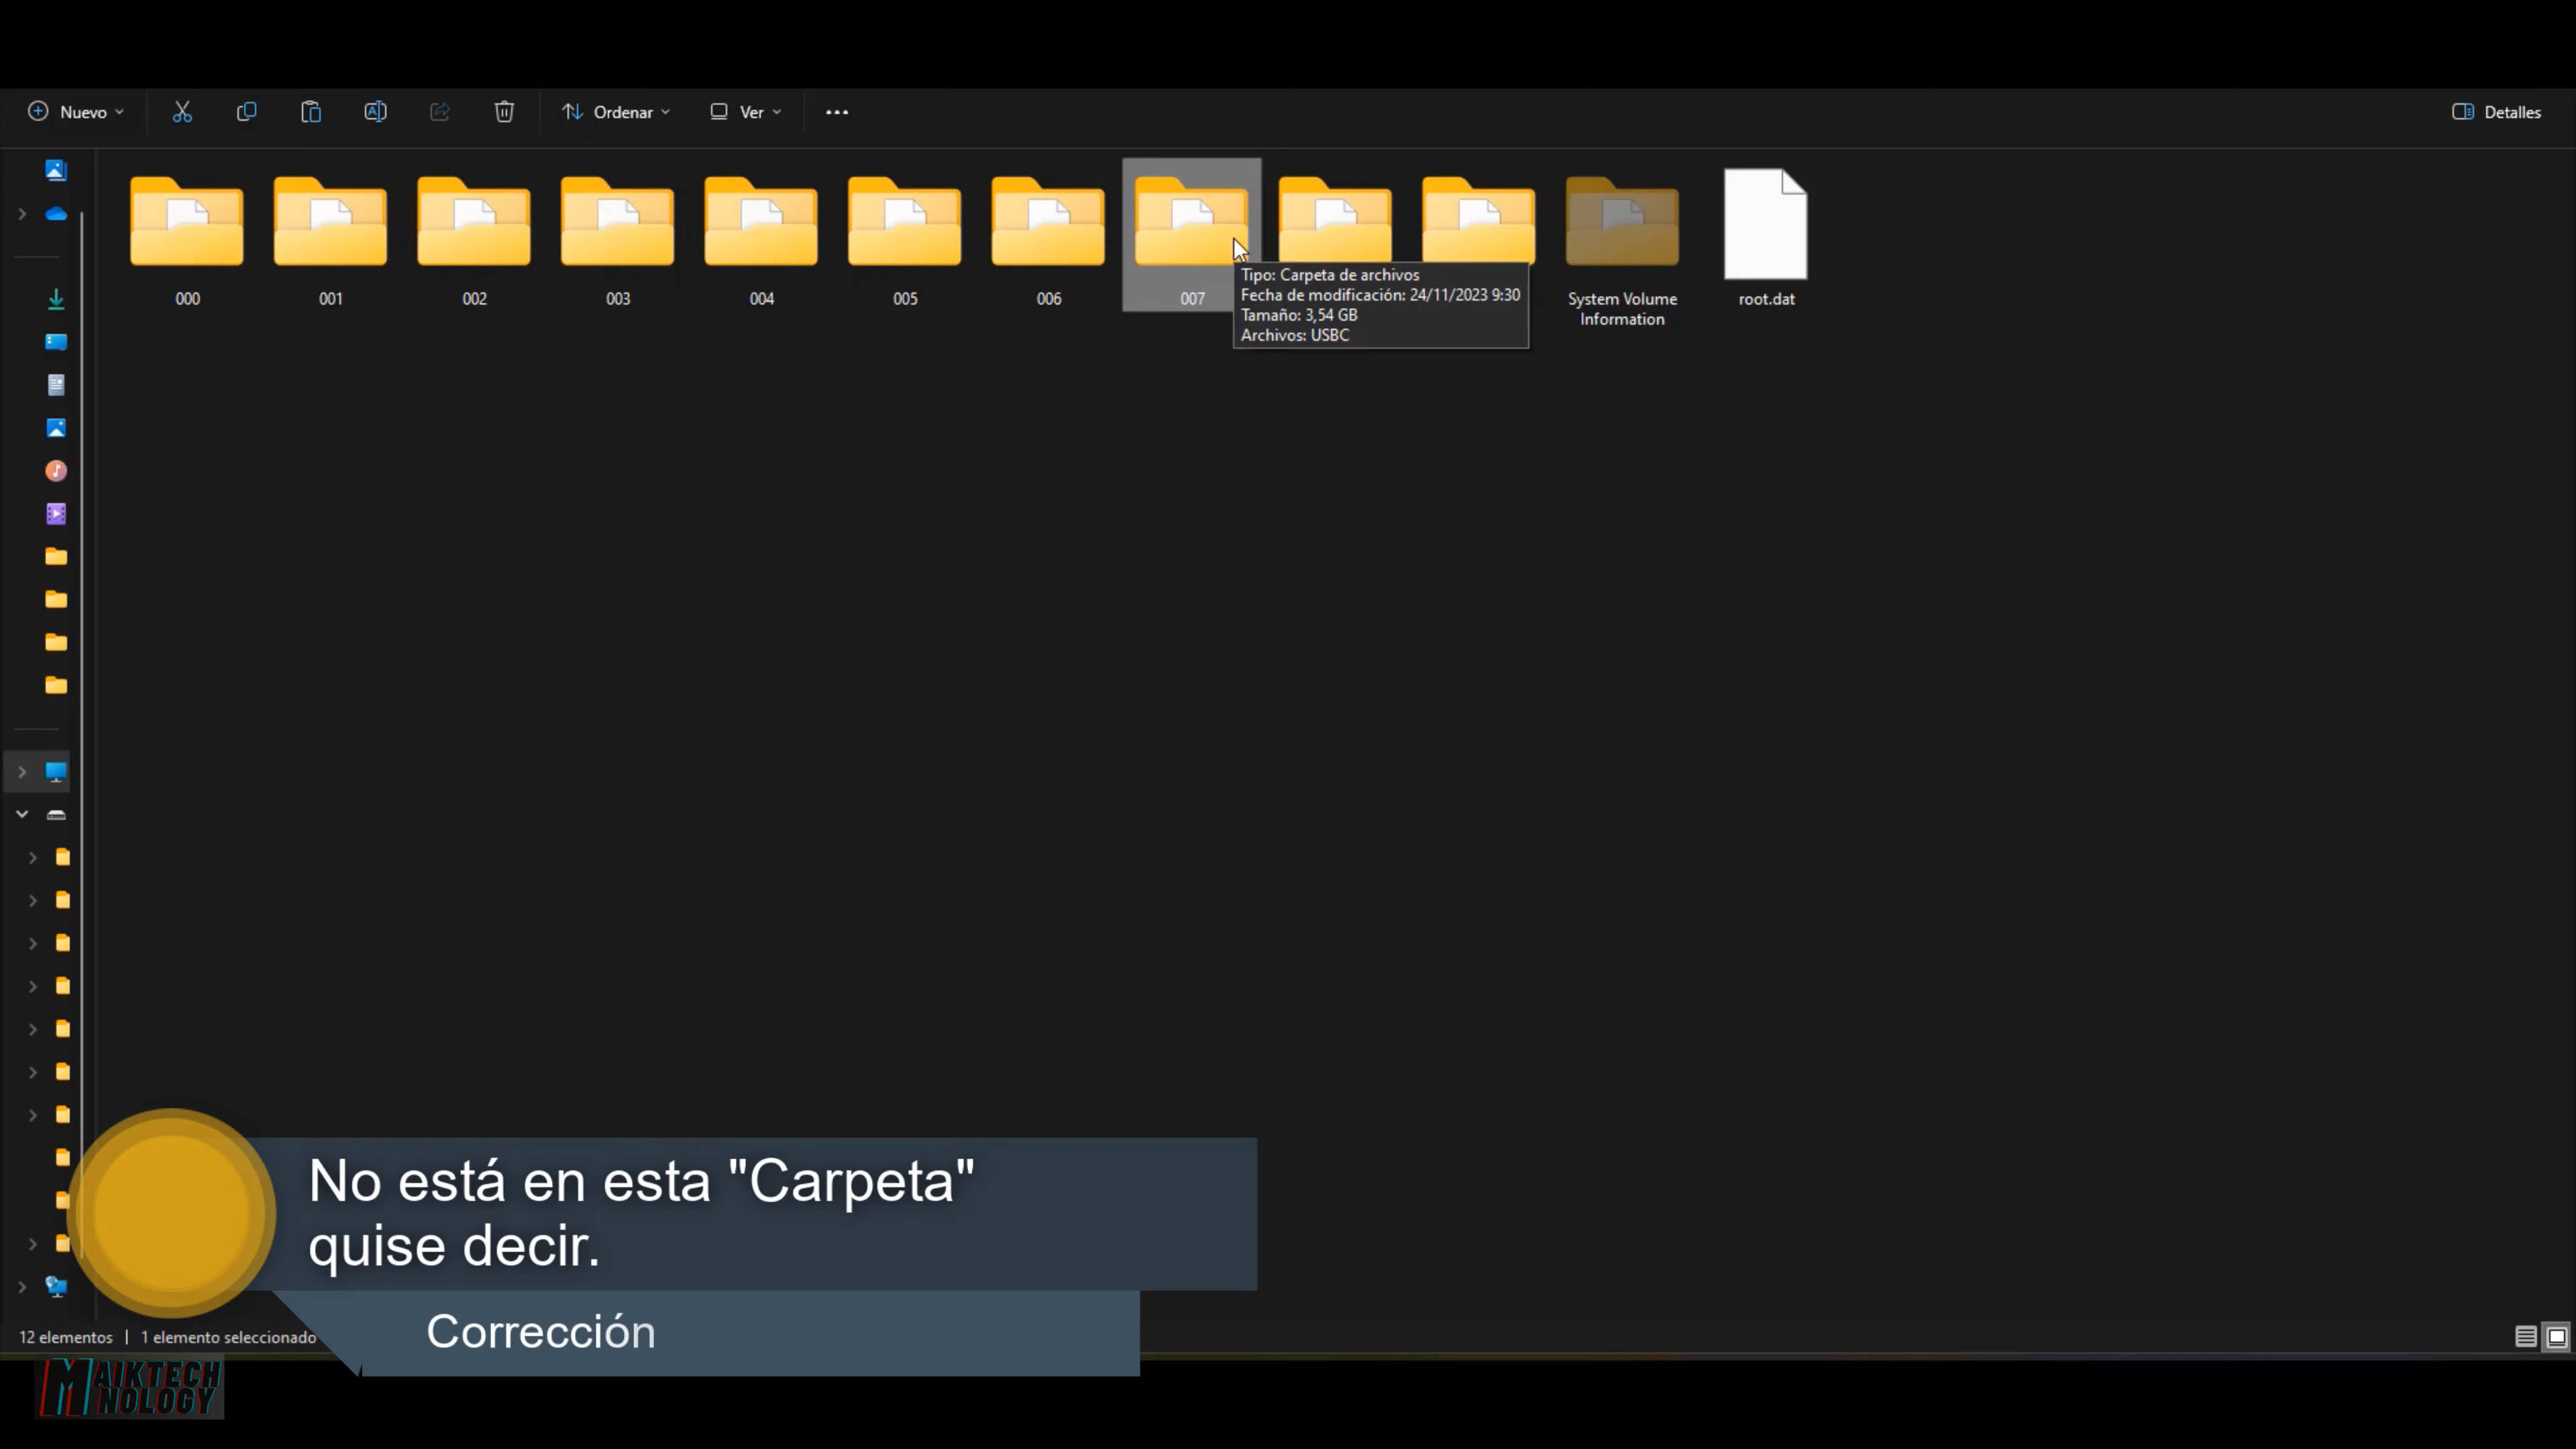 Nuevo
Ordenar
Ver
Detalles
000
001
002
003
004
005
006
007
Tipo: Carpeta de archivos
Fecha de modificación: 24/11/2023 9:30
Tamaño: 3,54 GB
Archivos: USBC
System Volume
Information
root.dat
No está en esta "Carpeta"
quise decir.
Corrección
12 elementos | 1 elemento seleccionado
MAIKTECH
NOLOGY